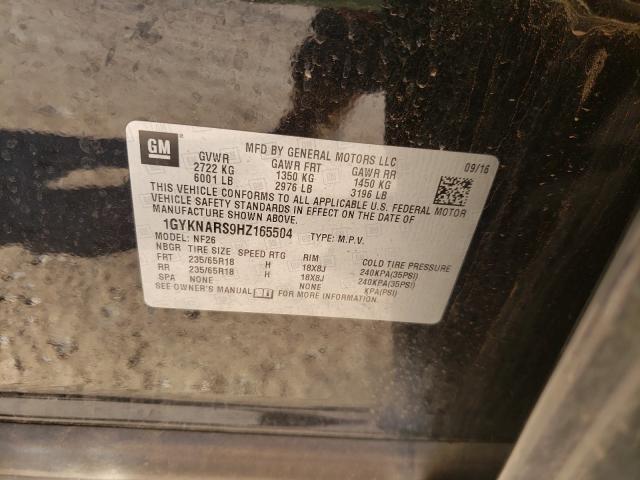 GM
MFD BY GENERAL MOTORS LLC
09/16
GVWR GAWR FRT GAWR RR
2722 KG 1350 KG 1450 KG
6001 LB 2976 LB 3196 LB
THIS VEHICLE CONFORMS TO ALL APPLICABLE U.S. FEDERAL MOTOR
VEHICLE SAFETY STANDARDS IN EFFECT ON THE DATE OF
MANUFACTURE SHOWN ABOVE.
1GYKNARS9HZ165504 TYPE: M.P.V.
MODEL: NF26
NBGR TIRE SIZE SPEED RTG RIM COLD TIRE PRESSURE
FRT 235/65R18 H 18X8J 240KPA(35PSI)
RR 235/65R18 H 18X8J 240KPA(35PSI)
SPA NONE NONE KPA(PSI)
SEE OWNER'S MANUAL FOR MORE INFORMATION.